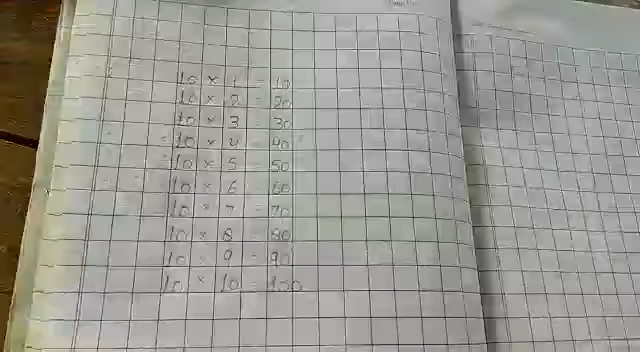 10 × 1 = 10
10 × 2 = 20
10 × 3 = 30
10 × 4 = 40
10 × 5 = 50
10 × 6 = 60
10 × 7 = 70
10 × 8 = 80
10 × 9 = 90
10 × 10 = 100